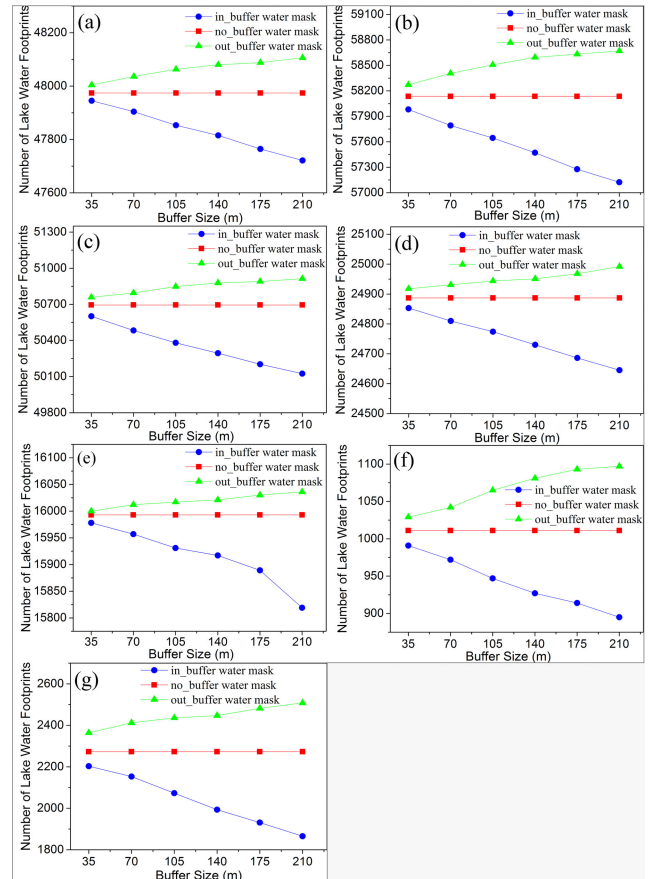 (a)
in_buffer water mask
no_buffer water mask
out_buffer water mask
Number of Lake Water Footprints
48200
48000
47800
47600
35 70 105 140 175 210
Buffer Size (m)
(b)
in_buffer water mask
no_buffer water mask
out_buffer water mask
Number of Lake Water Footprints
59100
58800
58500
58200
57900
57600
57300
57000
35 70 105 140 175 210
Buffer Size (m)
(c)
in_buffer water mask
no_buffer water mask
out_buffer water mask
Number of Lake Water Footprints
51300
51000
50700
50400
50100
49800
35 70 105 140 175 210
Buffer Size (m)
(d)
in_buffer water mask
no_buffer water mask
out_buffer water mask
Number of Lake Water Footprints
25100
25000
24900
24800
24700
24600
24500
35 70 105 140 175 210
Buffer Size (m)
(e)
in_buffer water mask
no_buffer water mask
out_buffer water mask
Number of Lake Water Footprints
16100
16050
16000
15950
15900
15850
15800
35 70 105 140 175 210
Buffer Size (m)
(f)
in_buffer water mask
no_buffer water mask
out_buffer water mask
Number of Lake Water Footprints
1100
1050
1000
950
900
35 70 105 140 175 210
Buffer Size (m)
(g)
in_buffer water mask
no_buffer water mask
out_buffer water mask
Number of Lake Water Footprints
2600
2400
2200
2000
1800
35 70 105 140 175 210
Buffer Size (m)